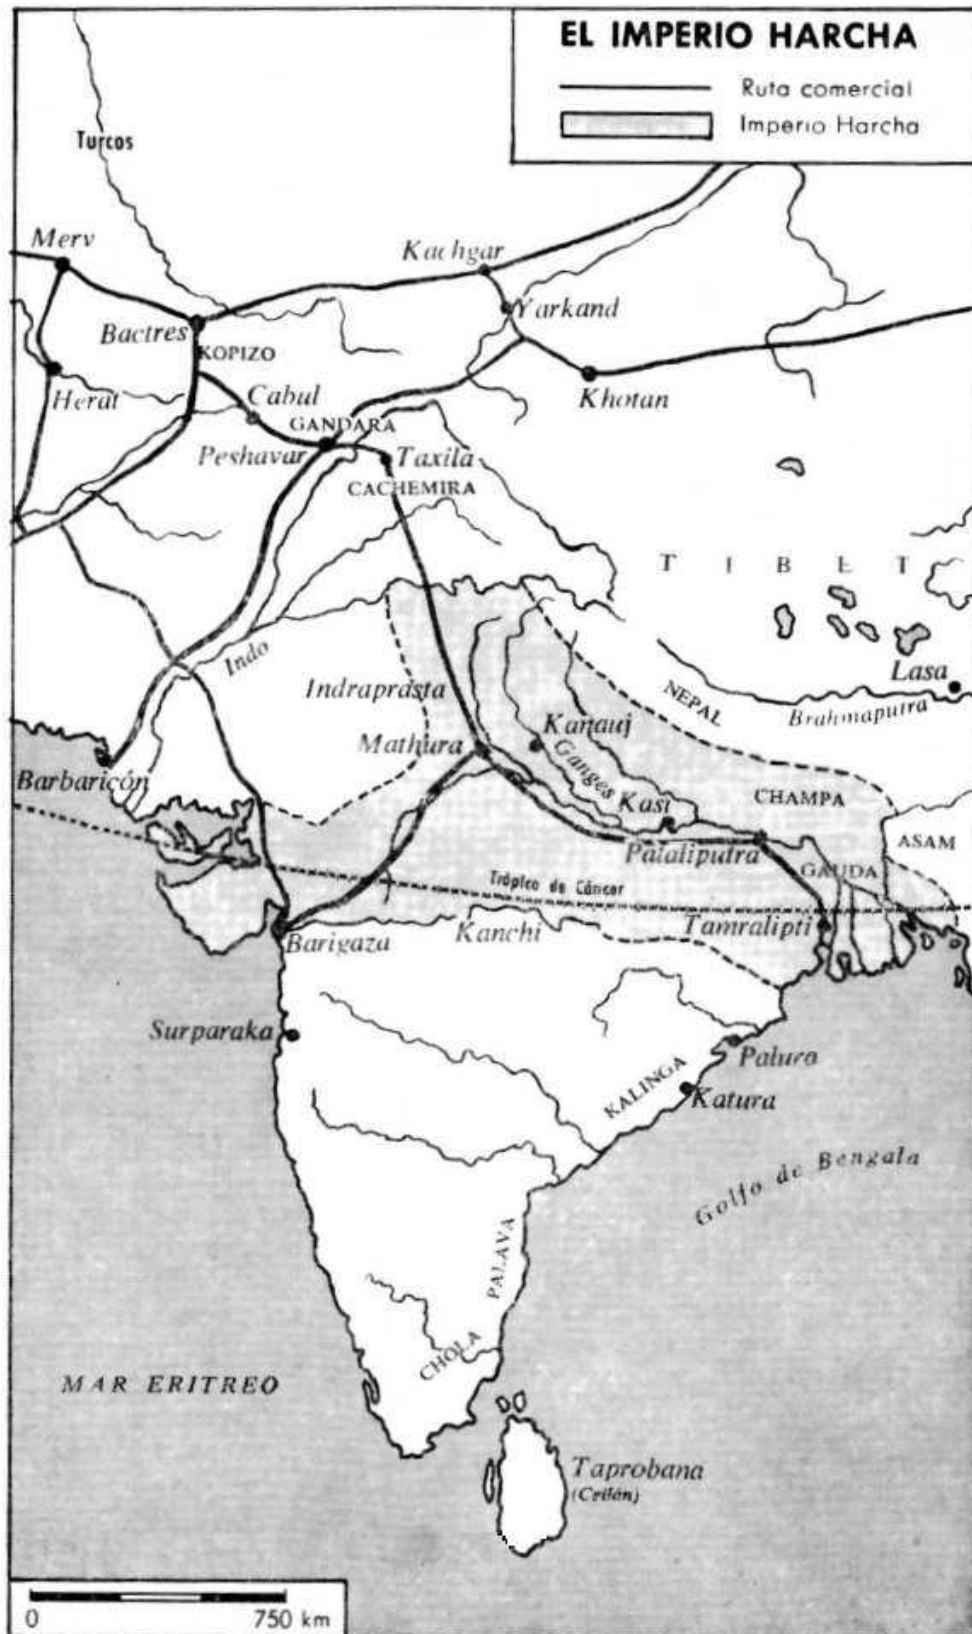 EL IMPERIO HARCHA
Ruta comercial
Imperio Harcha
Turcos
Merv
Kachgar
Yarkand
Bactres
KOPIZO
Herat
Cabul
Khotan
GANDARA
Peshavar
Taxila
CACHEMIRA
TIBET
Indo
Indraprasta
NEPAL
Lasa
Brahmaputra
Kanauj
Mathura
Ganges
Barbaricón
Kasi
CHAMPA
ASAM
Pataliputra
GAUDA
Trópico de Cáncer
Barigaza
Kanchi
Tamralipti
Surparaka
Paluro
KALINGA
Katura
Golfo de Bengala
PALAVA
CHOLA
MAR ERITREO
Taprobana
(Ceilán)
0 750 km